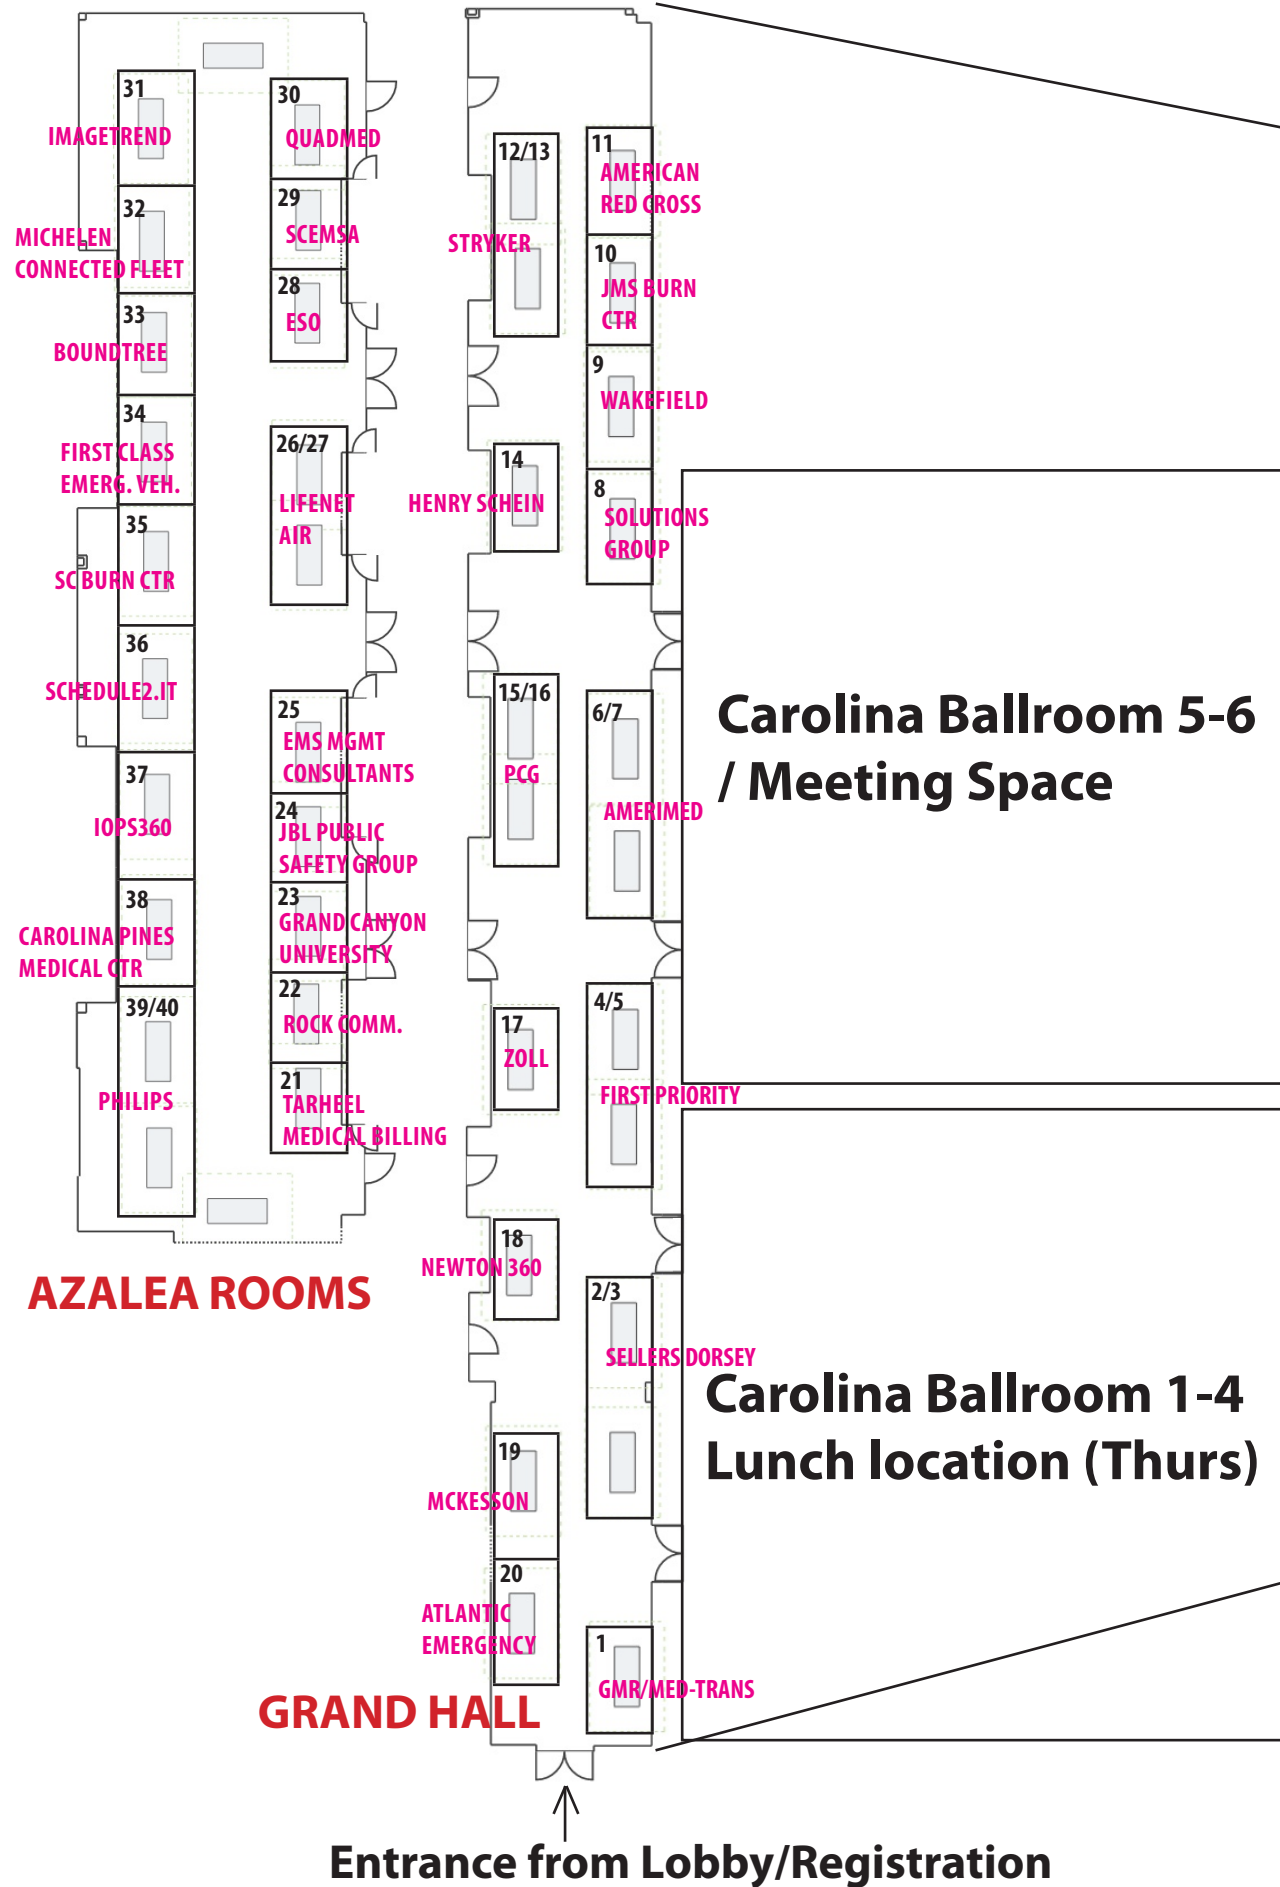 31
IMAGETREND
32
MICHELEN
CONNECTED FLEET
33
BOUNDTREE
34
FIRST CLASS
EMERG. VEH.
35
SC BURN CTR
36
SCHEDULE2.IT
37
IOPS360
38
CAROLINA PINES
MEDICAL CTR
39/40
PHILIPS
30
QUADMED
29
SCEMSA
28
ESO
26/27
LIFENET
AIR
25
EMS MGMT
CONSULTANTS
24
JBL PUBLIC
SAFETY GROUP
23
GRAND CANYON
UNIVERSITY
22
ROCK COMM.
21
TARHEEL
MEDICAL BILLING
AZALEA ROOMS
12/13
STRYKER
14
HENRY SCHEIN
15/16
PCG
17
ZOLL
18
NEWTON 360
19
MCKESSON
20
ATLANTIC
EMERGENCY
11
AMERICAN
RED CROSS
10
JMS BURN
CTR
9
WAKEFIELD
8
SOLUTIONS
GROUP
6/7
AMERIMED
4/5
FIRST PRIORITY
2/3
SELLERS DORSEY
1
GMR/MED-TRANS
GRAND HALL
Carolina Ballroom 5-6
/ Meeting Space
Carolina Ballroom 1-4
Lunch location (Thurs)
Entrance from Lobby/Registration